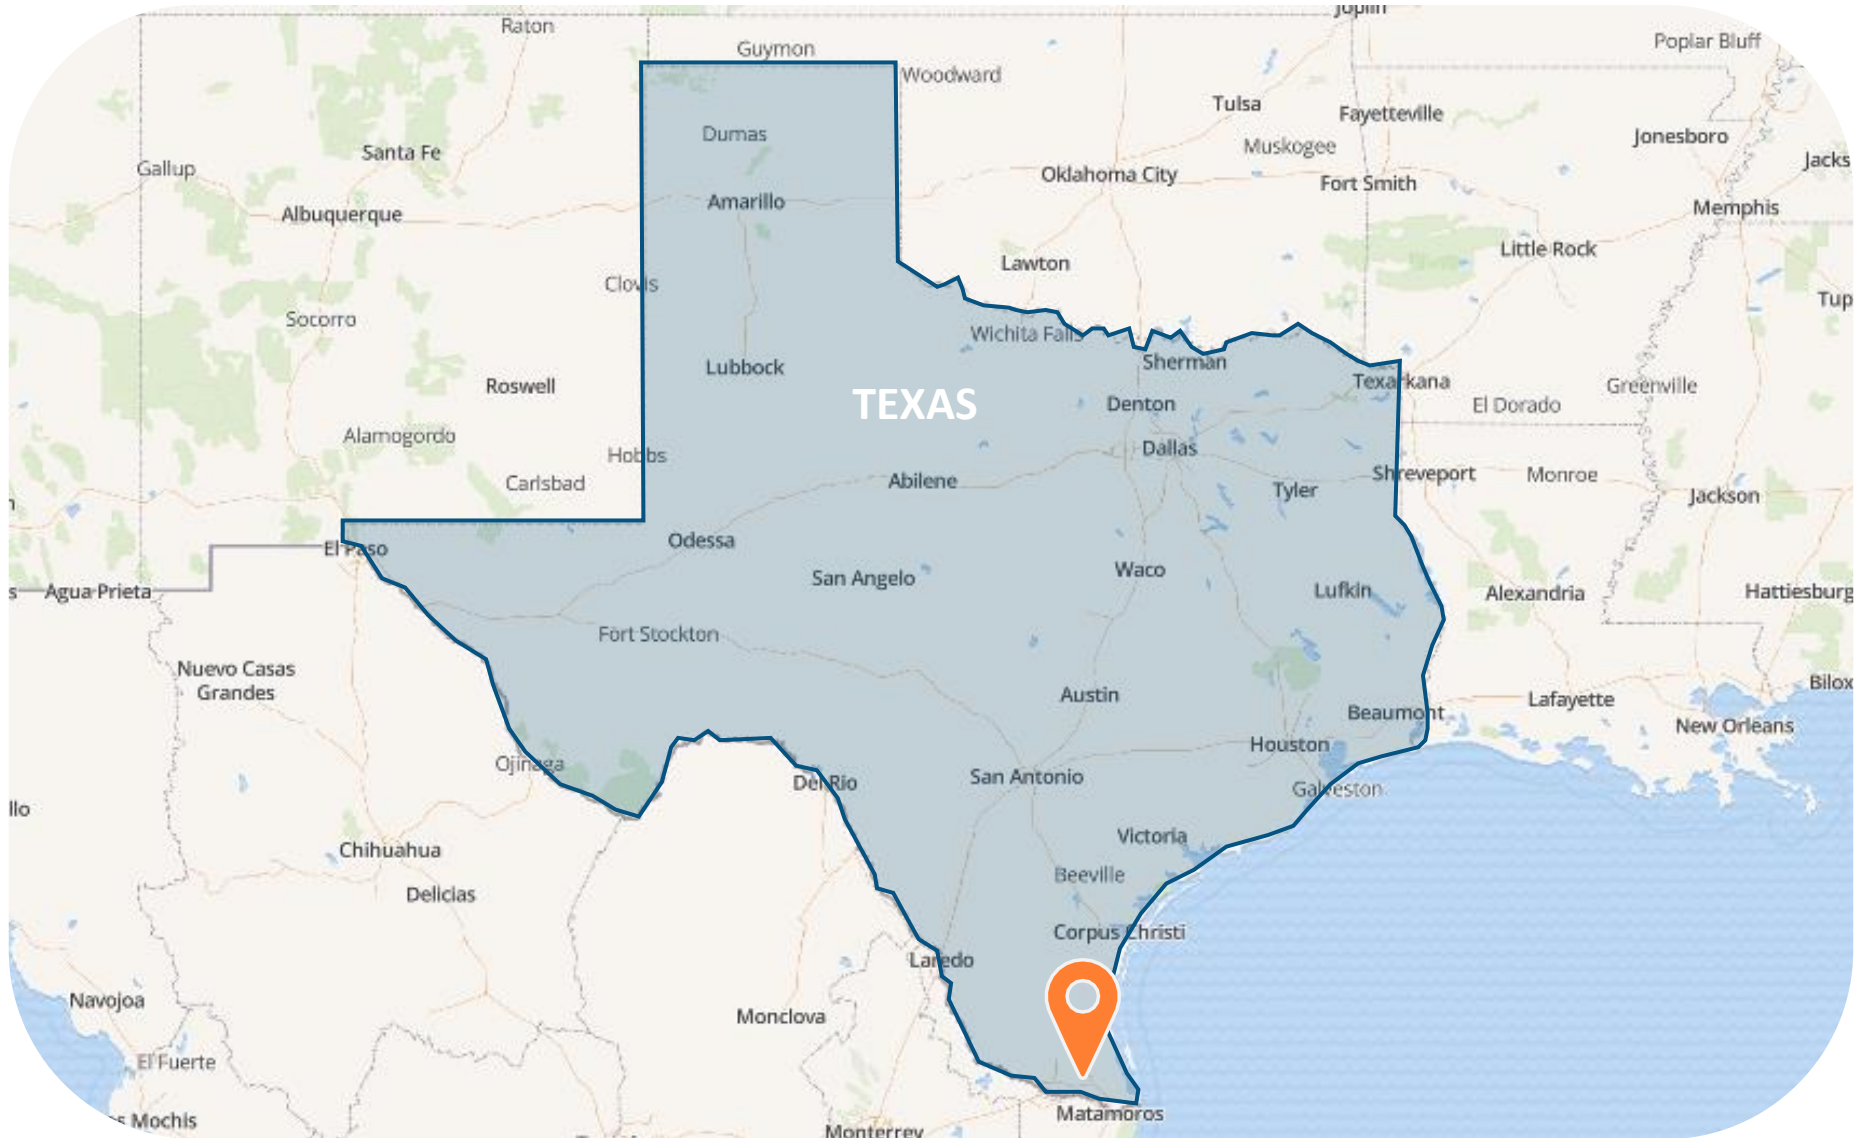 Joplin
Raton
Guymon
Poplar Bluff
Woodward
Tulsa
Fayetteville
Dumas
Jonesboro
Santa Fe
Muskogee
Jacks
Gallup
Oklahoma City
Fort Smith
Amarillo
Memphis
Albuquerque
Little Rock
Lawton
Clovis
Tup
Socorro
Wichita Falls
Sherman
Lubbock
Texarkana
Roswell
Greenville
TEXAS
Denton
El Dorado
Alamogordo
Dallas
Hobbs
Shreveport
Monroe
Carlsbad
Abilene
Tyler
Jackson
n
Odessa
El Paso
Waco
San Angelo
s
Agua Prieta
Lufkin
Alexandria
Hattiesburg
Fort Stockton
Nuevo Casas
Grandes
Bilox
Austin
Lafayette
Beaumont
New Orleans
Houston
Ojinaga
San Antonio
Del Rio
Galveston
llo
Victoria
Chihuahua
Beeville
Delicias
Corpus Christi
Laredo
Navojoa
Monclova
El Fuerte
Matamoros
s Mochis
Monterrey